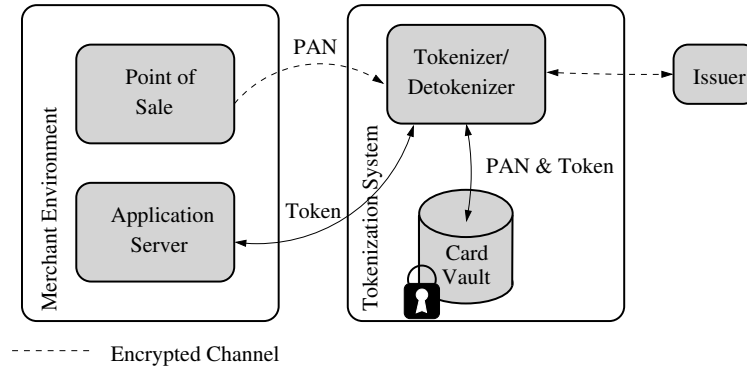 Merchant Environment
Point of
Sale
Application
Server
PAN
Token
Tokenization System
Tokenizer/
Detokenizer
PAN & Token
Card
Vault
Issuer
Encrypted Channel